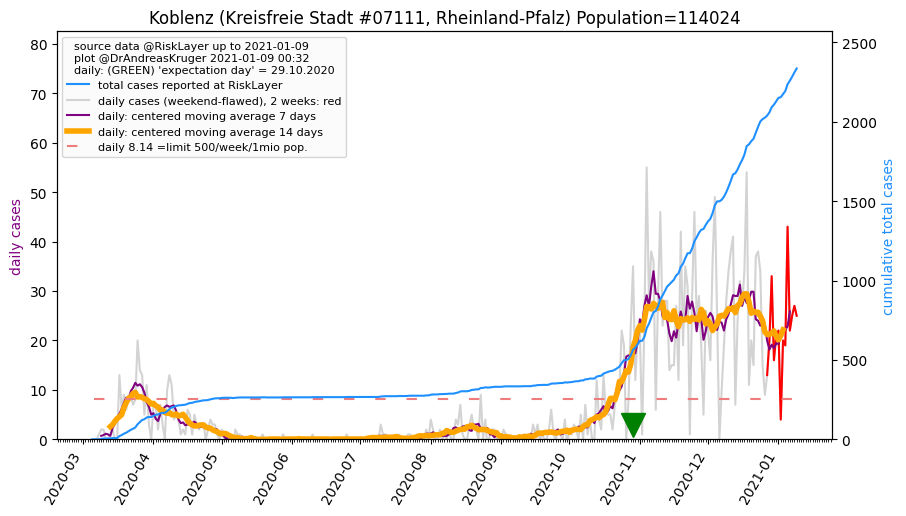 Koblenz (Kreisfreie Stadt #07111, Rheinland-Pfalz) Population=114024
source data @RiskLayer up to 2021-01-09
plot @DrAndreasKruger 2021-01-09 00:32
daily: (GREEN) 'expectation day' = 29.10.2020
total cases reported at RiskLayer
daily cases (weekend-flawed), 2 weeks: red
daily: centered moving average 7 days
daily: centered moving average 14 days
daily 8.14 =limit 500/week/1mio pop.
daily cases
80
70
60
50
40
30
20
10
0
cumulative total cases
2500
2000
1500
1000
500
0
2020-03
2020-04
2020-05
2020-06
2020-07
2020-08
2020-09
2020-10
2020-11
2020-12
2021-01